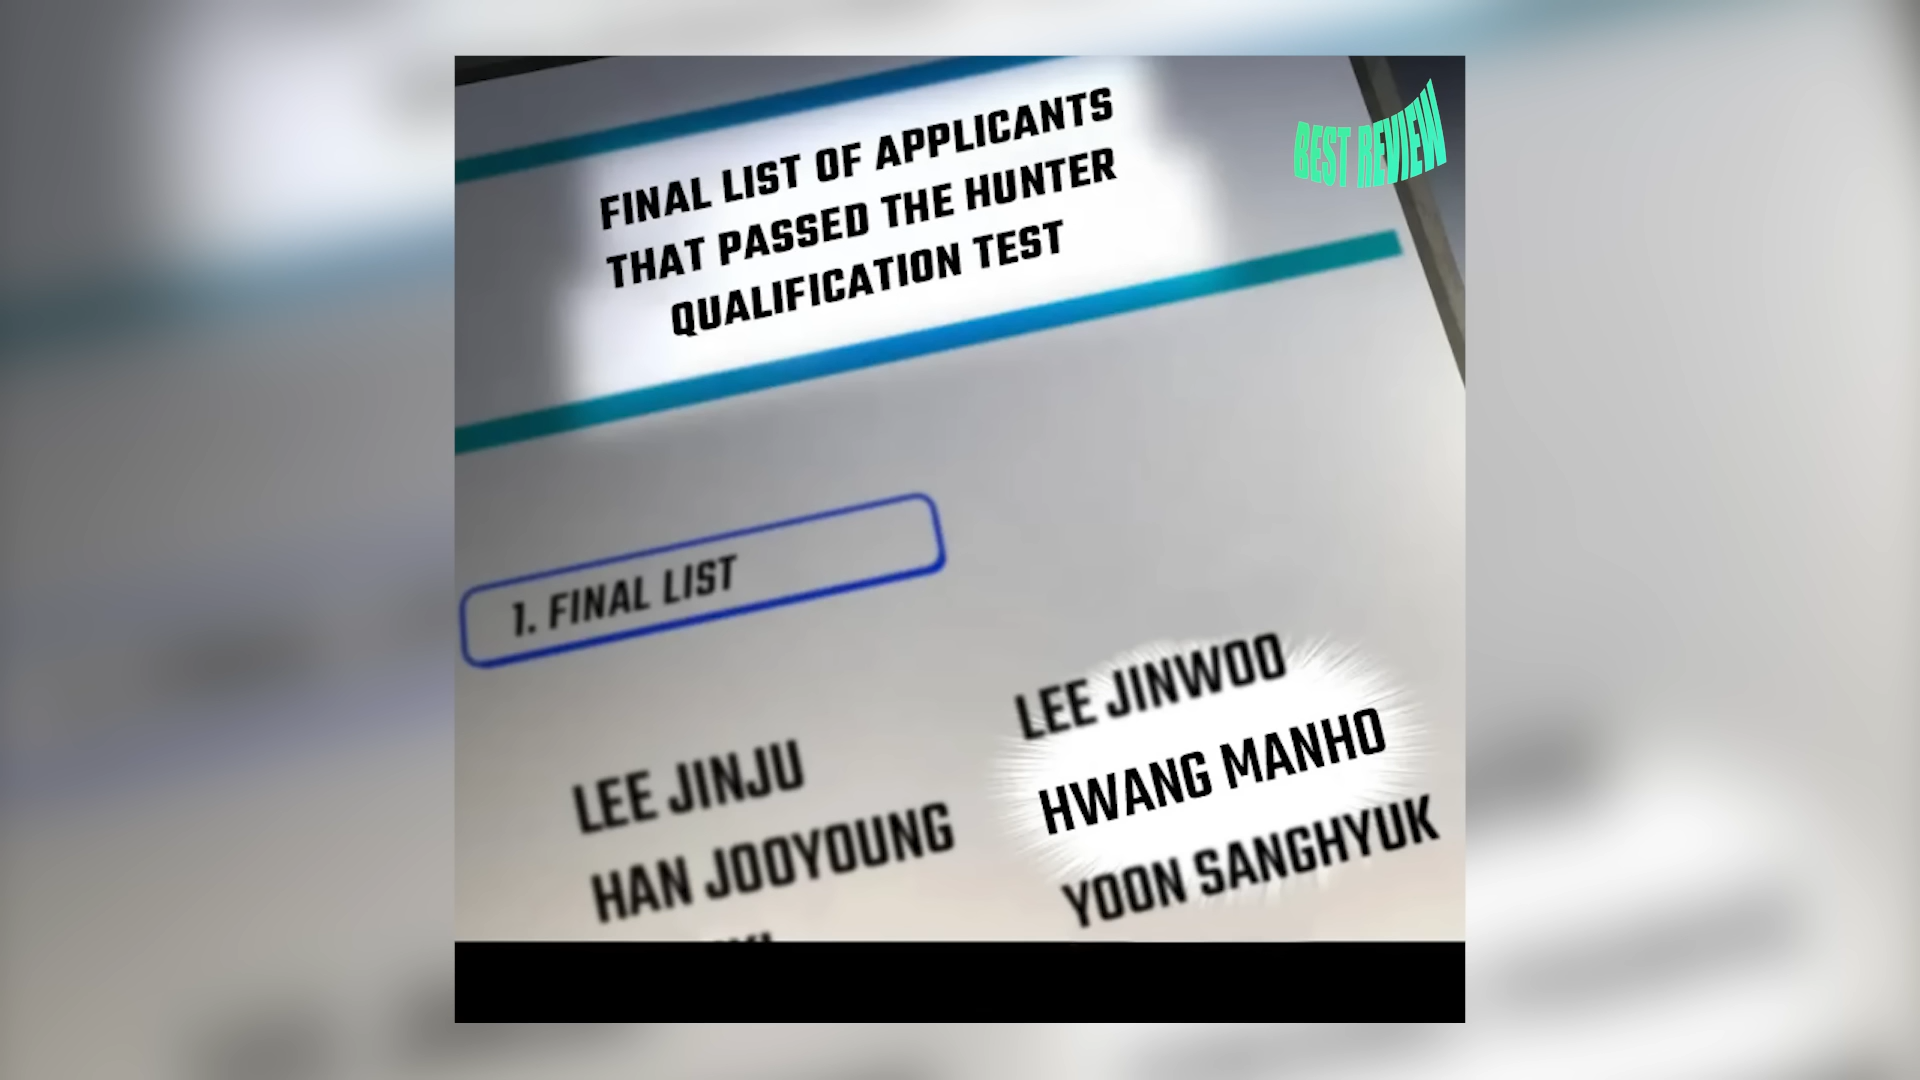 BEST REVIEW
FINAL LIST OF APPLICANTS
THAT PASSED THE HUNTER
QUALIFICATION TEST
1. FINAL LIST
LEE JINJU
HAN JOOYOUNG
LEE JINWOO
HWANG MANHO
YOON SANGHYUK